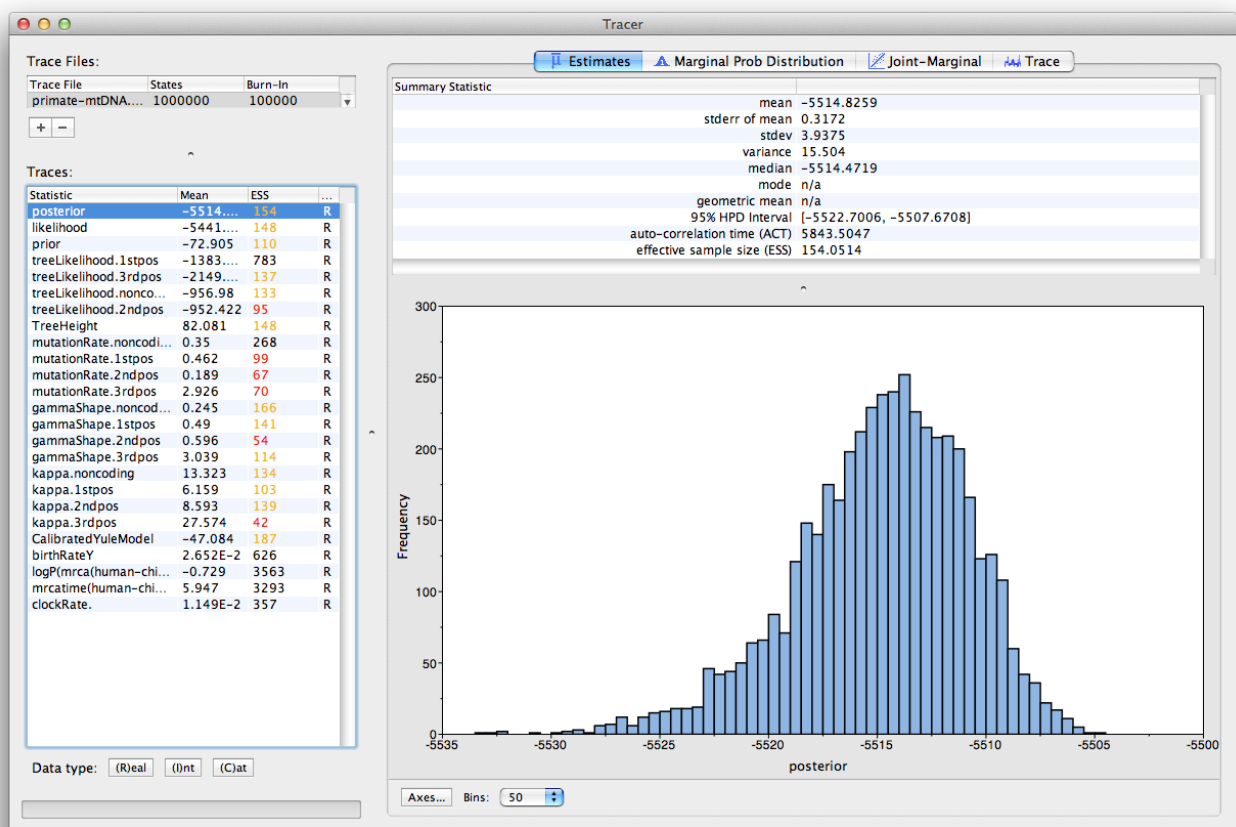 Tracer
Trace Files:
Trace File States Burn-In
primate-mtDNA.... 1000000 100000
+ −
Traces:
Statistic Mean ESS ...
posterior -5514.... 154 R
likelihood -5441.... 148 R
prior -72.905 110 R
treeLikelihood.1stpos -1383.... 783 R
treeLikelihood.3rdpos -2149.... 137 R
treeLikelihood.nonco... -956.98 133 R
treeLikelihood.2ndpos -952.422 95 R
TreeHeight 82.081 148 R
mutationRate.noncodi... 0.35 268 R
mutationRate.1stpos 0.462 99 R
mutationRate.2ndpos 0.189 67 R
mutationRate.3rdpos 2.926 70 R
gammaShape.noncod... 0.245 166 R
gammaShape.1stpos 0.49 141 R
gammaShape.2ndpos 0.596 54 R
gammaShape.3rdpos 3.039 114 R
kappa.noncoding 13.323 134 R
kappa.1stpos 6.159 103 R
kappa.2ndpos 8.593 139 R
kappa.3rdpos 27.574 42 R
CalibratedYuleModel -47.084 187 R
birthRateY 2.652E-2 626 R
logP(mrca(human-chi... -0.729 3563 R
mrcatime(human-chi... 5.947 3293 R
clockRate. 1.149E-2 357 R
Data type: (R)eal (I)nt (C)at
Estimates Marginal Prob Distribution Joint-Marginal Trace
Summary Statistic
mean -5514.8259
stderr of mean 0.3172
stdev 3.9375
variance 15.504
median -5514.4719
mode n/a
geometric mean n/a
95% HPD Interval [-5522.7006, -5507.6708]
auto-correlation time (ACT) 5843.5047
effective sample size (ESS) 154.0514
300
250
200
150
100
50
0
Frequency
-5535 -5530 -5525 -5520 -5515 -5510 -5505 -5500
posterior
Axes... Bins: 50